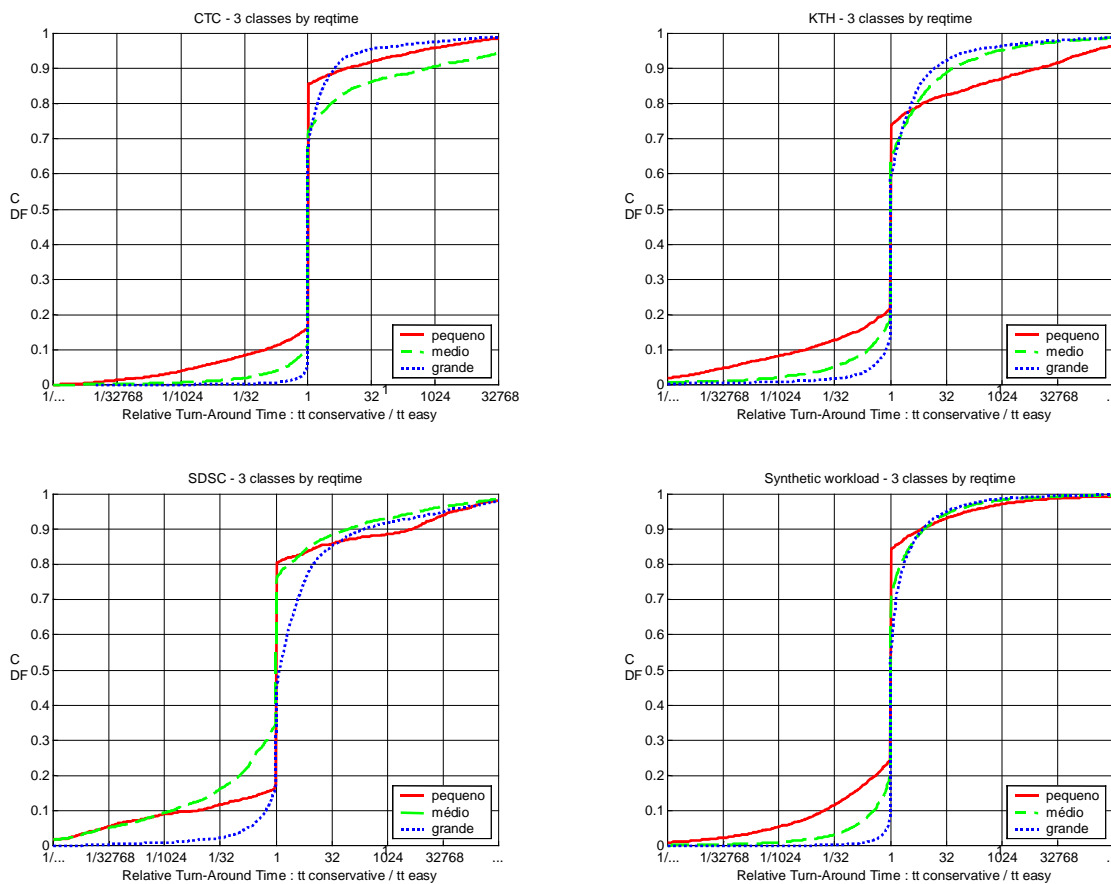 CTC - 3 classes by reqtime
1
0.9
0.8
0.7
0.6
C
DF
0.5
0.4
0.3
0.2
0.1
0
pequeno
medio
grande
1/... 1/32768 1/1024 1/32 1 32 1024 32768
Relative Turn-Around Time : tt conservative / tt easy
KTH - 3 classes by reqtime
1
0.9
0.8
0.7
0.6
C
DF
0.5
0.4
0.3
0.2
0.1
0
pequeno
medio
grande
1/... 1/32768 1/1024 1/32 1 32 1024 32768 .
Relative Turn-Around Time : tt conservative / tt easy
SDSC - 3 classes by reqtime
1
0.9
0.8
0.7
0.6
C
DF
0.5
0.4
0.3
0.2
0.1
0
pequeno
médio
grande
1/... 1/32768 1/1024 1/32 1 32 1024 32768 ...
Relative Turn-Around Time : tt conservative / tt easy
Synthetic workload - 3 classes by reqtime
1
0.9
0.8
0.7
0.6
C
DF
0.5
0.4
0.3
0.2
0.1
0
pequeno
médio
grande
1/... 1/32768 1/1024 1/32 1 32 1024 32768 .
Relative Turn-Around Time : tt conservative / tt easy